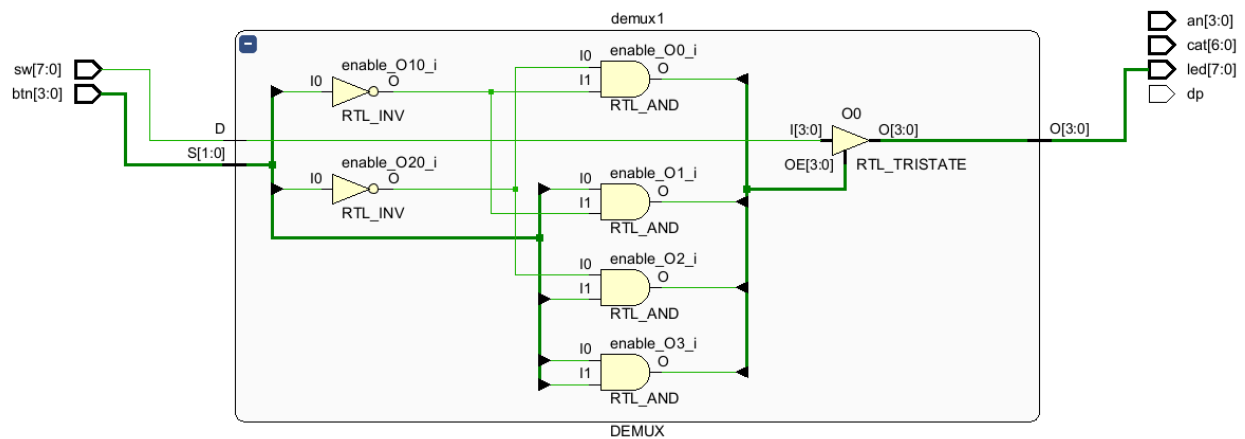 demux1
an[3:0]
cat[6:0]
led[7:0]
dp
sw[7:0]
btn[3:0]
D
S[1:0]
enable_O10_i
I0
O
RTL_INV
enable_O20_i
I0
O
RTL_INV
enable_O0_i
I0
I1
O
RTL_AND
enable_O1_i
I0
I1
O
RTL_AND
enable_O2_i
I0
I1
O
RTL_AND
enable_O3_i
I0
I1
O
RTL_AND
O0
I[3:0]
O[3:0]
OE[3:0]
RTL_TRISTATE
O[3:0]
DEMUX